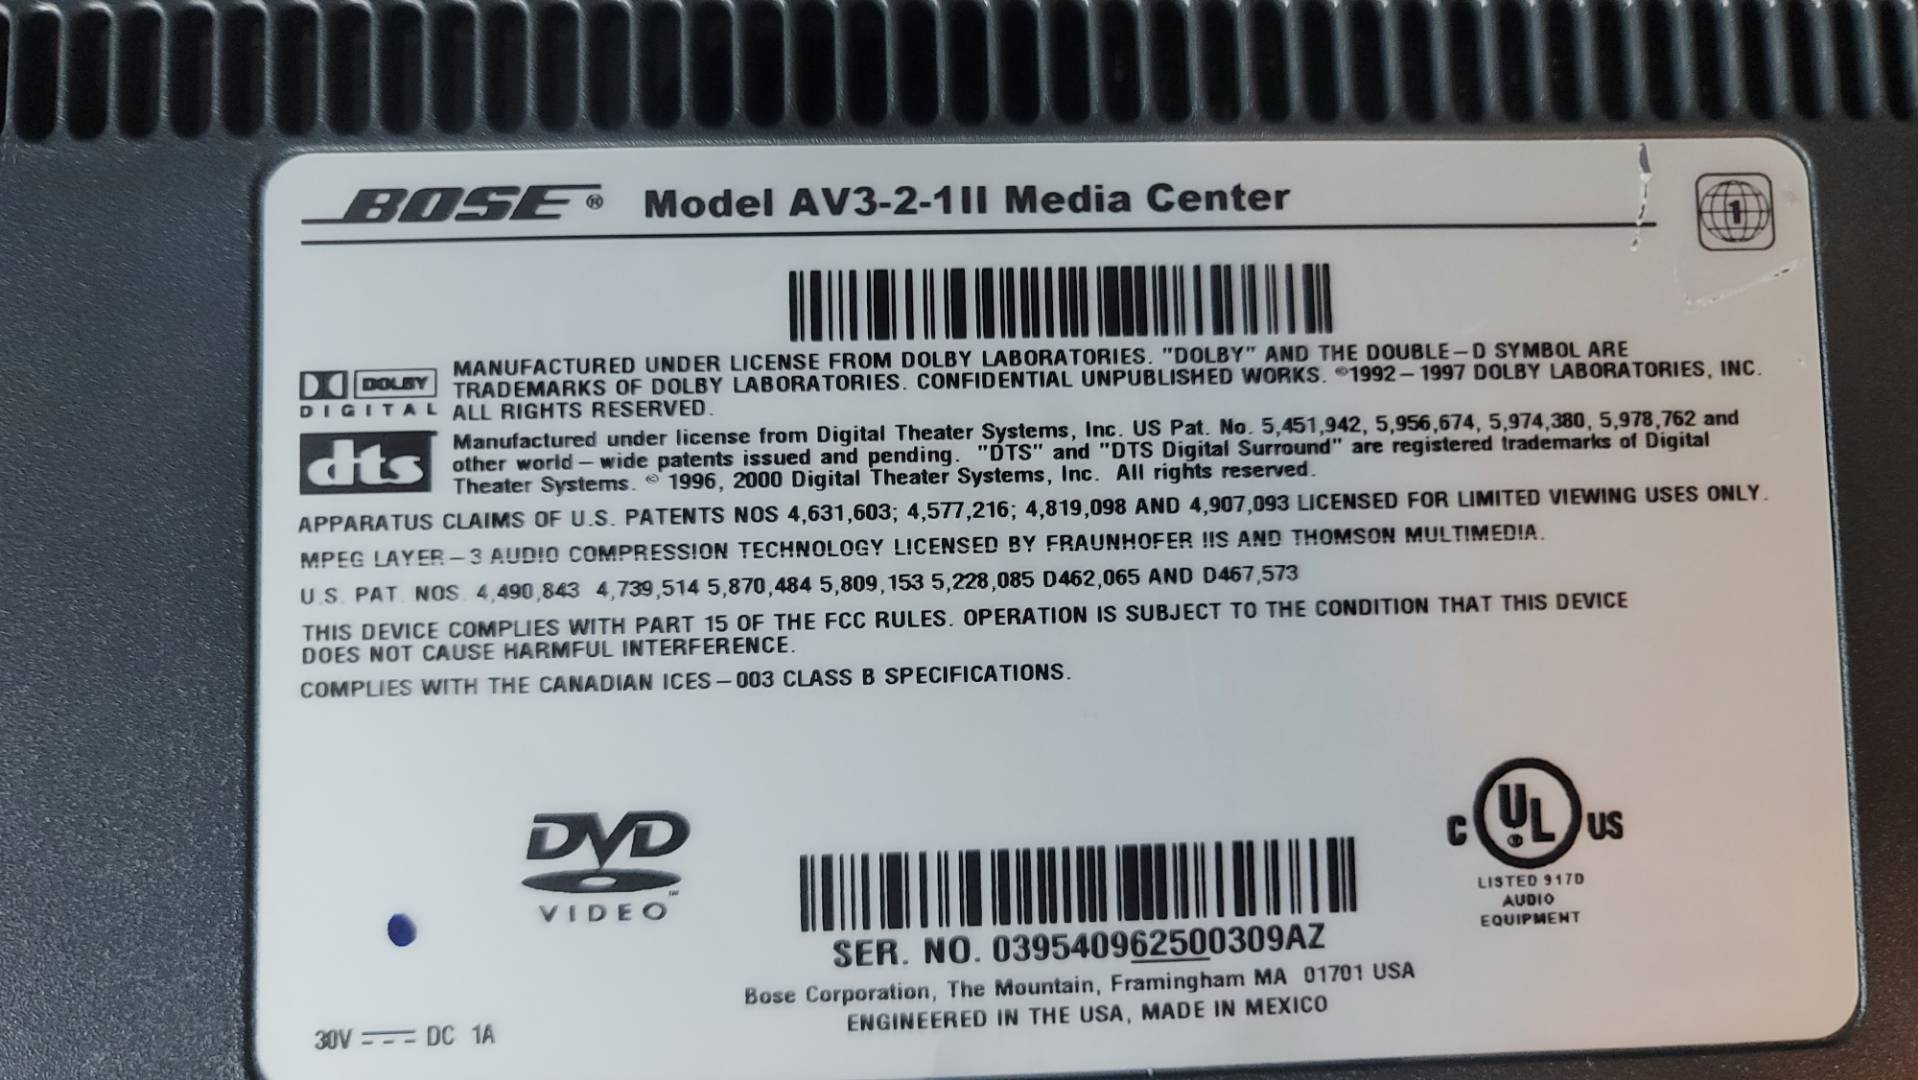 BOSE® Model AV3-2-1II Media Center
1
DOLBY
DIGITAL
MANUFACTURED UNDER LICENSE FROM DOLBY LABORATORIES. "DOLBY" AND THE DOUBLE–D SYMBOL ARE
TRADEMARKS OF DOLBY LABORATORIES. CONFIDENTIAL UNPUBLISHED WORKS. ©1992–1997 DOLBY LABORATORIES, INC.
ALL RIGHTS RESERVED.
dts
Manufactured under license from Digital Theater Systems, Inc. US Pat. No. 5,451,942, 5,956,674, 5,974,380, 5,978,762 and
other world–wide patents issued and pending. "DTS" and "DTS Digital Surround" are registered trademarks of Digital
Theater Systems. © 1996, 2000 Digital Theater Systems, Inc. All rights reserved.
APPARATUS CLAIMS OF U.S. PATENTS NOS 4,631,603; 4,577,216; 4,819,098 AND 4,907,093 LICENSED FOR LIMITED VIEWING USES ONLY.
MPEG LAYER–3 AUDIO COMPRESSION TECHNOLOGY LICENSED BY FRAUNHOFER IIS AND THOMSON MULTIMEDIA.
U.S. PAT. NOS. 4,490,843 4,739,514 5,870,484 5,809,153 5,228,085 D462,065 AND D467,573
THIS DEVICE COMPLIES WITH PART 15 OF THE FCC RULES. OPERATION IS SUBJECT TO THE CONDITION THAT THIS DEVICE
DOES NOT CAUSE HARMFUL INTERFERENCE.
COMPLIES WITH THE CANADIAN ICES–003 CLASS B SPECIFICATIONS.
DVD™
VIDEO
C UL® US
LISTED 917D
AUDIO
EQUIPMENT
SER. NO. 039540962500309AZ
Bose Corporation, The Mountain, Framingham MA 01701 USA
ENGINEERED IN THE USA, MADE IN MEXICO
30V DC 1A